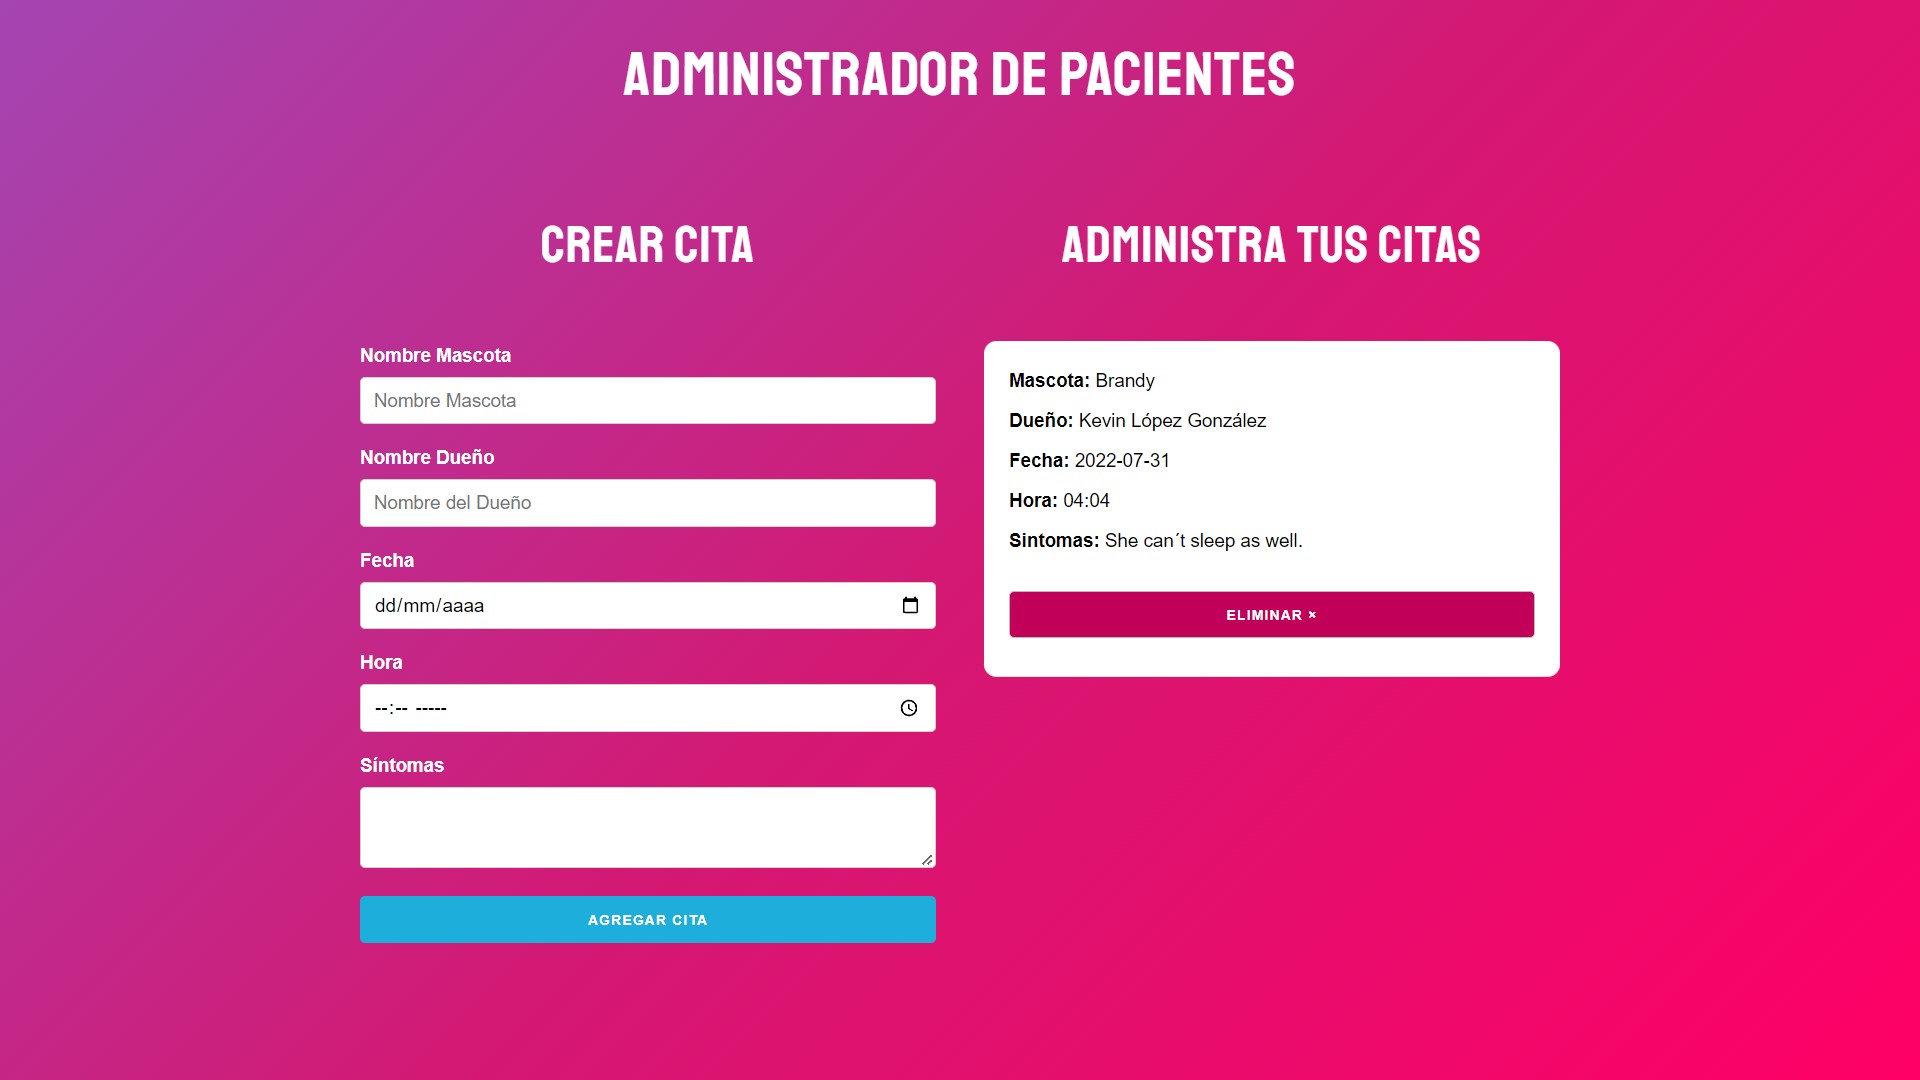 ADMINISTRADOR DE PACIENTES
CREAR CITA
Nombre Mascota
Nombre Mascota
Nombre Dueño
Nombre del Dueño
Fecha
dd/mm/aaaa
Hora
--:-- -----
Síntomas
AGREGAR CITA
ADMINISTRA TUS CITAS
Mascota: Brandy
Dueño: Kevin López González
Fecha: 2022-07-31
Hora: 04:04
Sintomas: She can´t sleep as well.
ELIMINAR ×